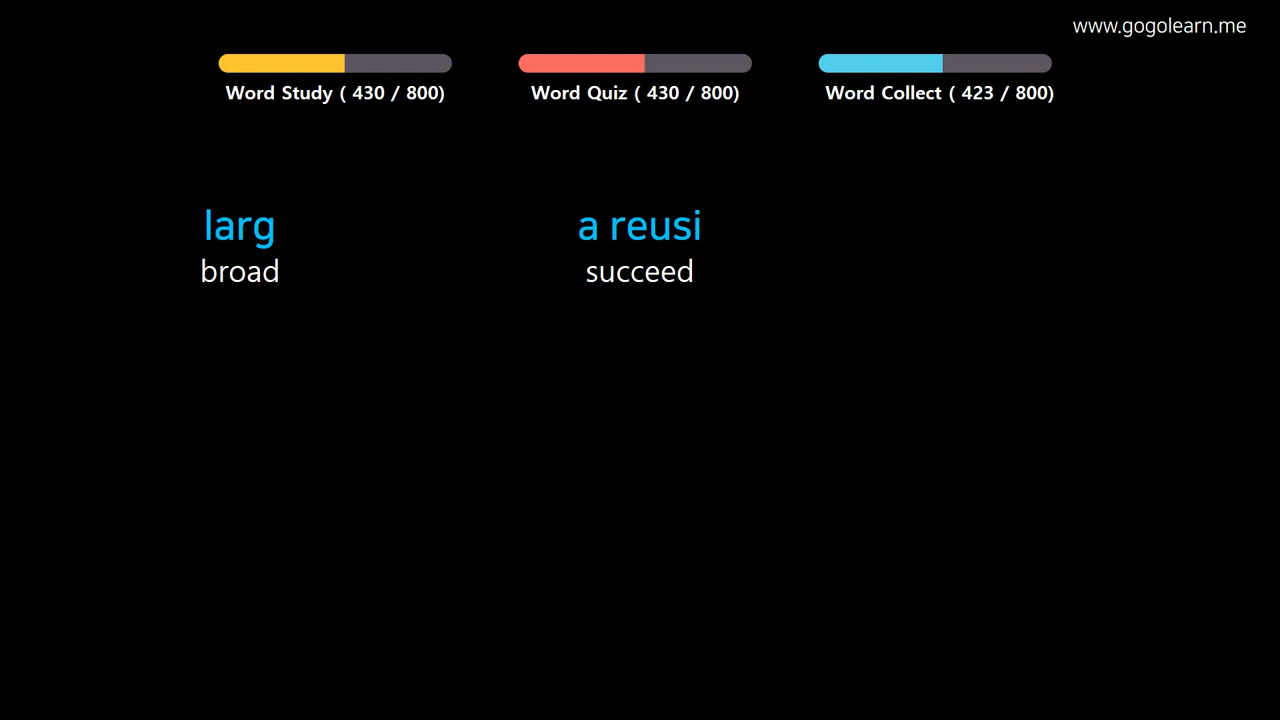 www.gogolearn.me
Word Study ( 430 / 800)
Word Quiz ( 430 / 800)
Word Collect ( 423 / 800)
larg
broad
a reusi
succeed